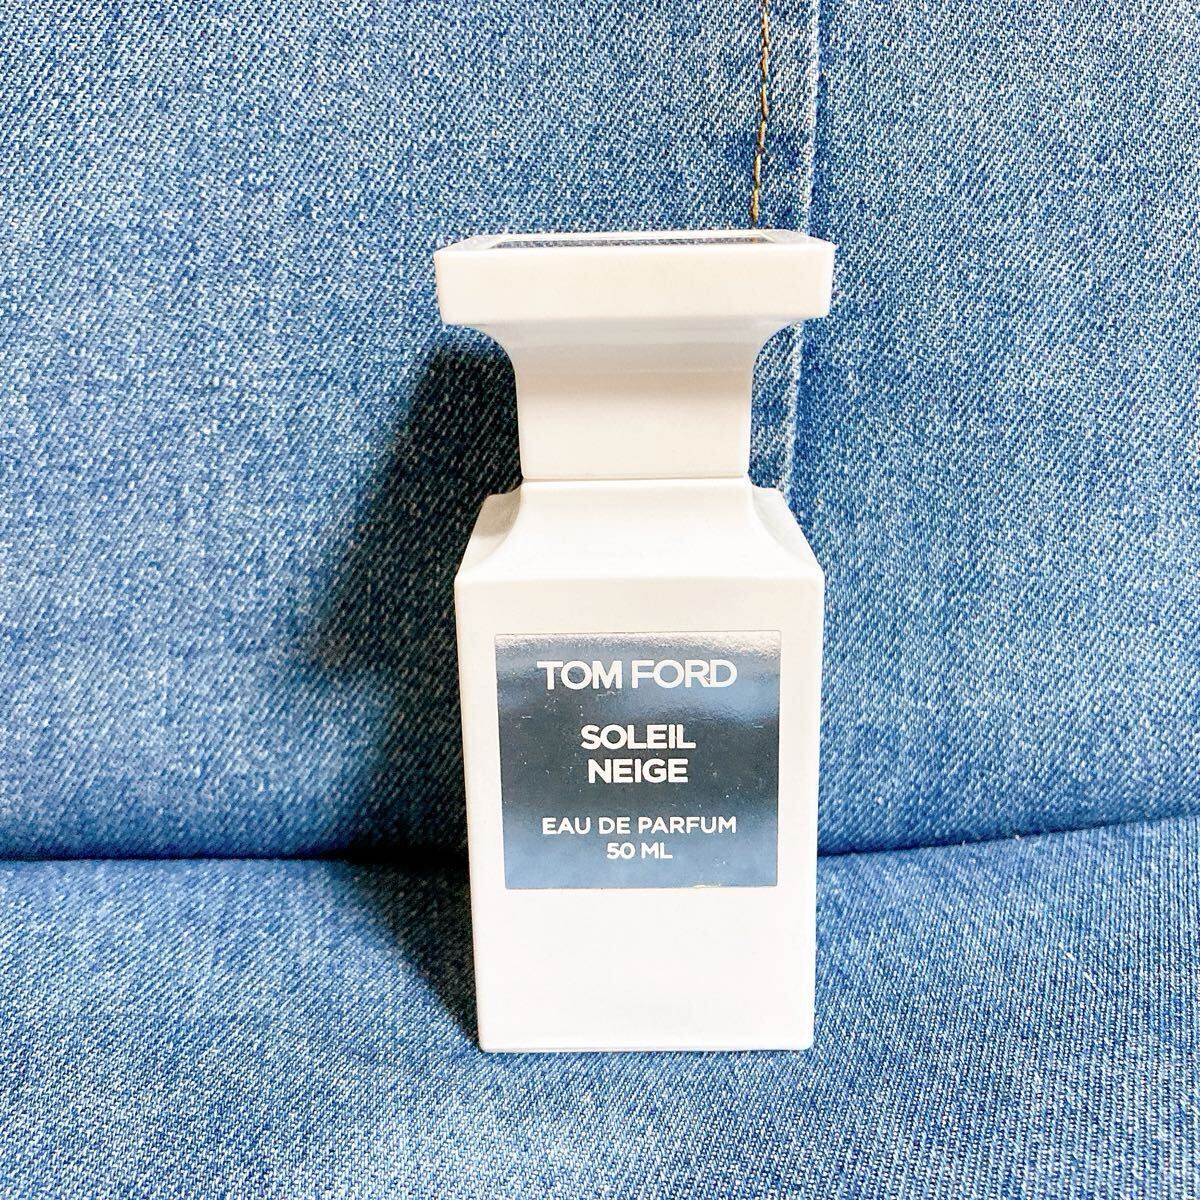 TOM FORD
SOLEIL
NEIGE
EAU DE PARFUM
50 ML